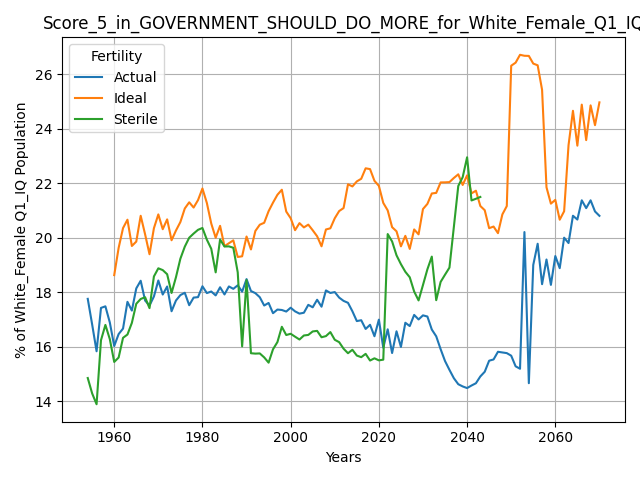 Score_5_in_GOVERNMENT_SHOULD_DO_MORE_for_White_Female_Q1_IQ
Fertility
Actual
Ideal
Sterile
% of White_Female Q1_IQ Population
26
24
22
20
18
16
14
1960
1980
2000
2020
2040
2060
Years